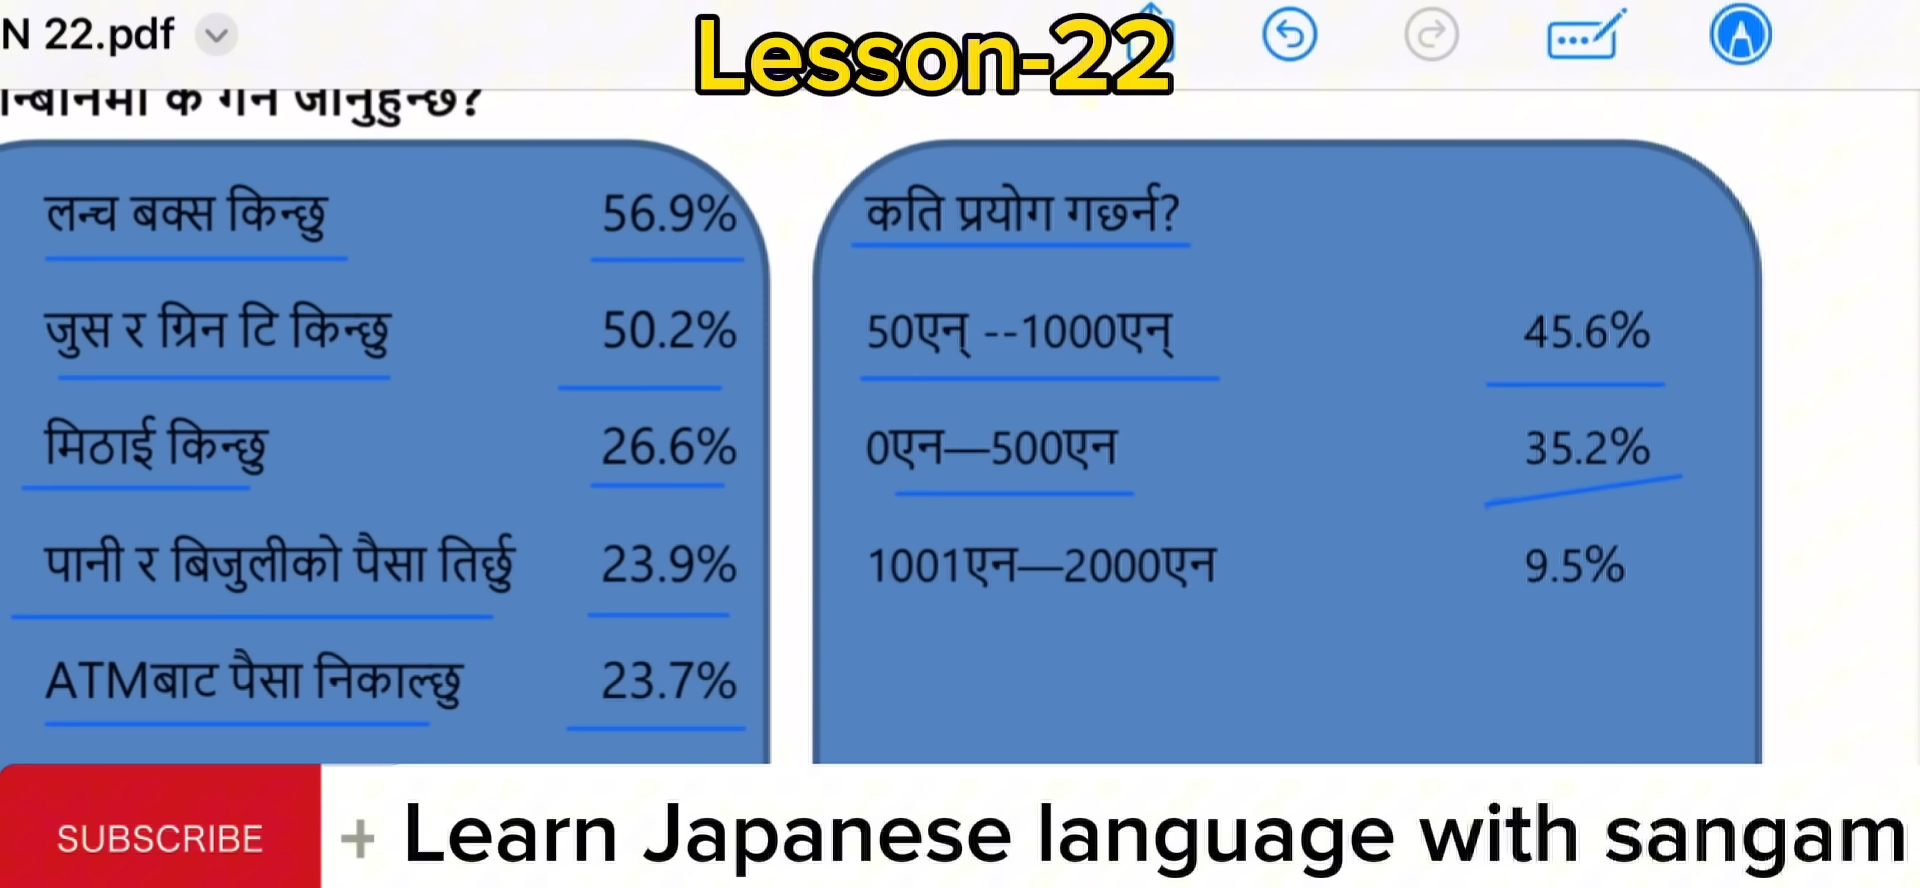 N 22.pdf
Lesson-22
गर्न जानुहुन्छ?
लन्च बक्स किन्छु 56.9%
जुस र ग्रिन टि किन्छु 50.2%
मिठाई किन्छु 26.6%
पानी र बिजुलीको पैसा तिर्छु 23.9%
ATMबाट पैसा निकाल्छु 23.7%
कति प्रयोग गछर्न?
50एन् --1000एन् 45.6%
0एन—500एन 35.2%
1001एन—2000एन 9.5%
SUBSCRIBE
+ Learn Japanese language with sangam